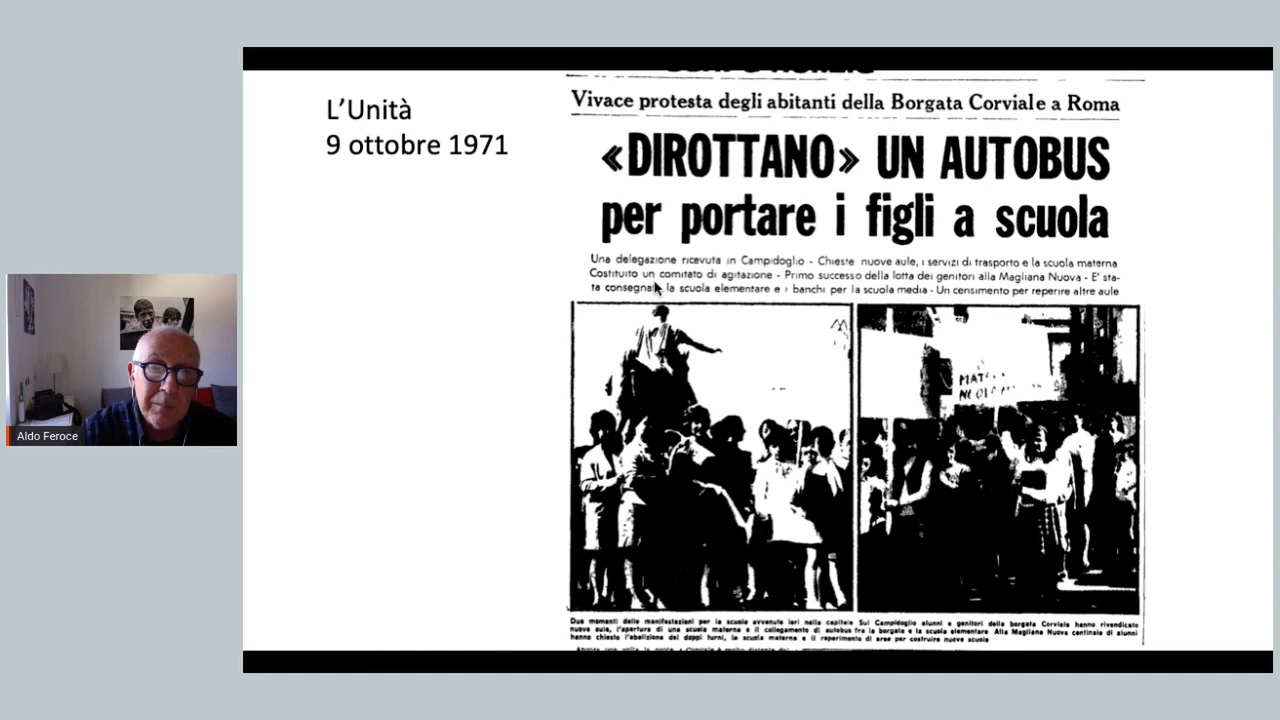 L'Unità
9 ottobre 1971
Vivace protesta degli abitanti della Borgata Corviale a Roma
«DIROTTANO» UN AUTOBUS
per portare i figli a scuola
Una delegazione ricevuta in Campidoglio - Chieste nuove aule, i servizi di trasporto e la scuola materna
Costituito un comitato di agitazione - Primo successo della lotta dei genitori alla Magliana Nuova - E' sta-
ta consegnata la scuola elementare e i banchi per la scuola media - Un censimento per reperire altre aule
Due momenti delle manifestazioni per la scuola avvenute ieri nella capitale Sul Campidoglio alunni e genitori della borgata Corviale hanno rivendicato
nuove aule, l'apertura di una scuola materna e il collegamento di autobus fra la borgata e la scuola elementare Alla Magliana Nuova centinaia di alunni
hanno chiesto l'abolizione dei doppi turni, la scuola materna e il reperimento di aree per costruire nuove scuole
Aldo Feroce